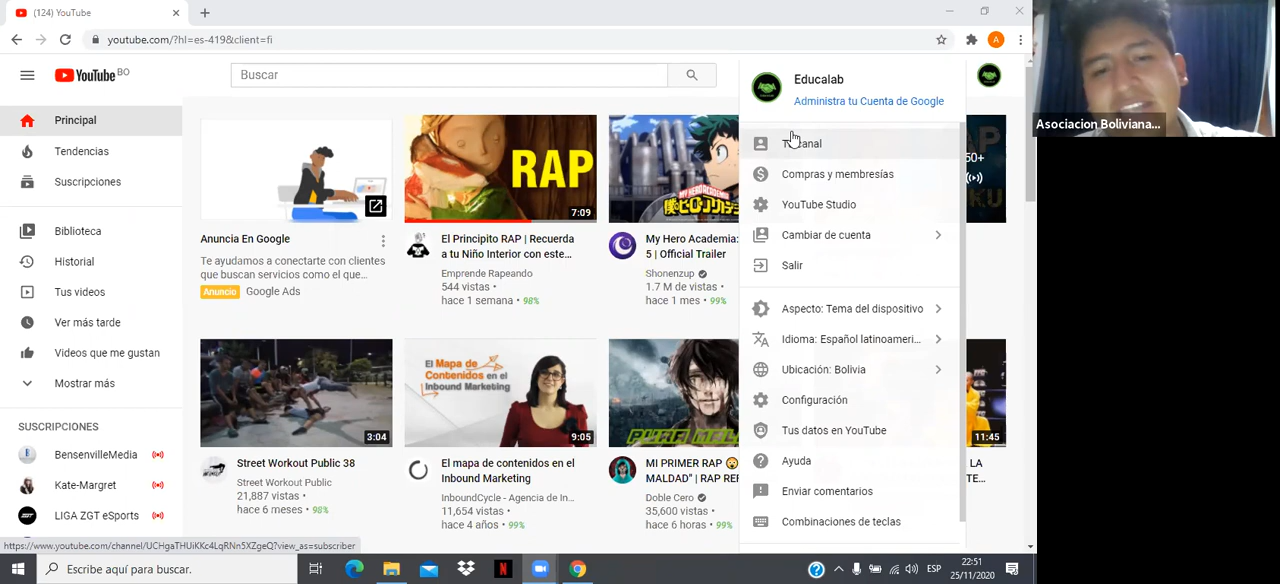 (124) YouTube
youtube.com/?hl=es-419&client=fi
A
YouTube BO
Buscar
Educalab
Administra tu Cuenta de Google
Asociacion Boliviana...
Principal
Tendencias
Suscripciones
Biblioteca
Historial
Tus videos
Ver más tarde
Videos que me gustan
Mostrar más
SUSCRIPCIONES
BensenvilleMedia
Kate-Margret
LIGA ZGT eSports
Anuncia En Google
Te ayudamos a conectarte con clientes
que buscan servicios como el que...
Anuncio Google Ads
RAP
7:09
El Principito RAP | Recuerda
a tu Niño Interior con este...
Emprende Rapeando
544 vistas •
hace 1 semana • 98%
My Hero Academia:
5 | Official Trailer
Shonenzup
1.7 M de vistas •
hace 1 mes • 99%
Tu canal
Compras y membresías
YouTube Studio
Cambiar de cuenta
Salir
Aspecto: Tema del dispositivo
Idioma: Español latinoameri...
Ubicación: Bolivia
Configuración
Tus datos en YouTube
Ayuda
Enviar comentarios
Combinaciones de teclas
50+
3:04
Street Workout Public 38
Street Workout Public
21,887 vistas •
hace 6 meses • 98%
El Mapa de
Contenidos en el
Inbound Marketing
9:05
El mapa de contenidos en el
Inbound Marketing
InboundCycle - Agencia de In...
11,654 vistas •
hace 4 años • 99%
MI PRIMER RAP
MALDAD" | RAP REF
Doble Cero
35,600 vistas •
hace 6 horas • 99%
11:45
LA
TE...
https://www.youtube.com/channel/UCHgaTHUiKKc4LqRNn5XZgeQ?view_as=subscriber
Escribe aquí para buscar.
ESP
22:51
25/11/2020